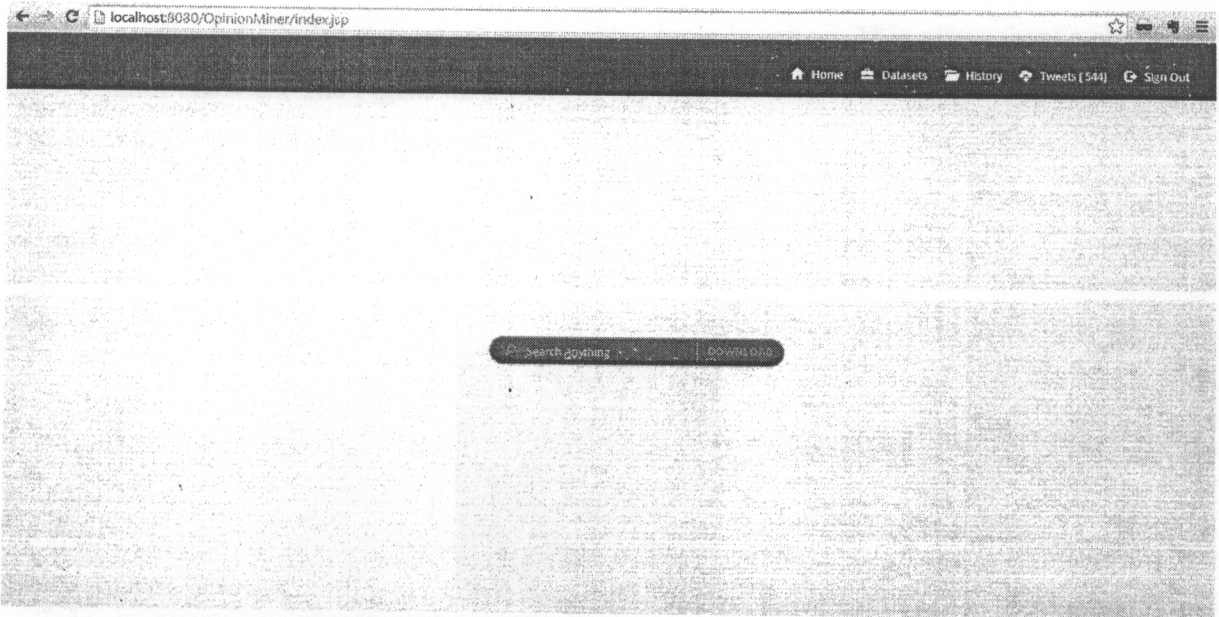 localhost:8080/OpinionMiner/index.jsp
Home Datasets History Tweets [544] Sign Out
Search Anything DOWNLOAD